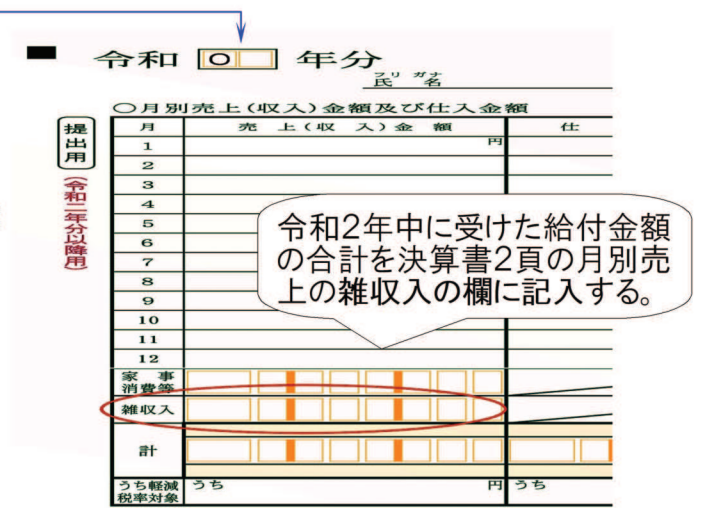 令和 0 年分
フリガナ
氏名
○月別売上(収入)金額及び仕入金額
提出用
(令和二年分以降用)
月 売上(収入)金額 仕
1 円
2
3
4
5
6
7
8
9
10
11
12
令和2年中に受けた給付金額
の合計を決算書2頁の月別売
上の雑収入の欄に記入する。
家事
消費等
雑収入
計
うち軽減
税率対象
うち 円 うち